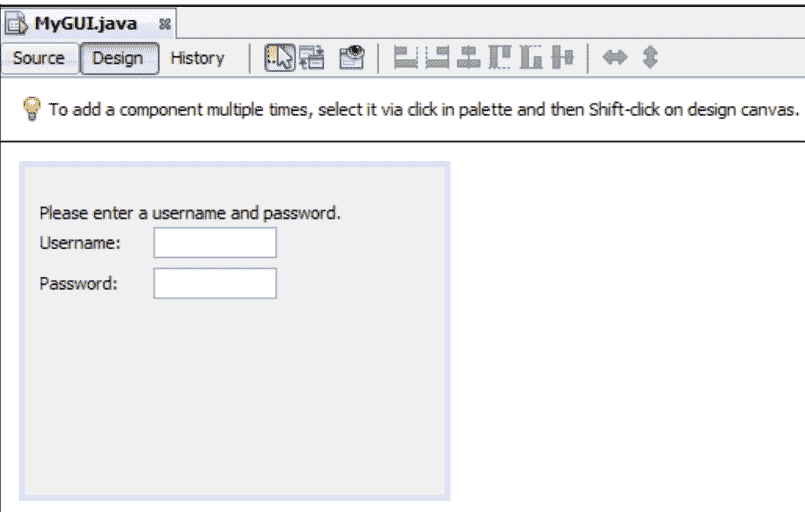 MyGUI.java
Source Design History
To add a component multiple times, select it via click in palette and then Shift-click on design canvas.
Please enter a username and password.
Username:
Password: